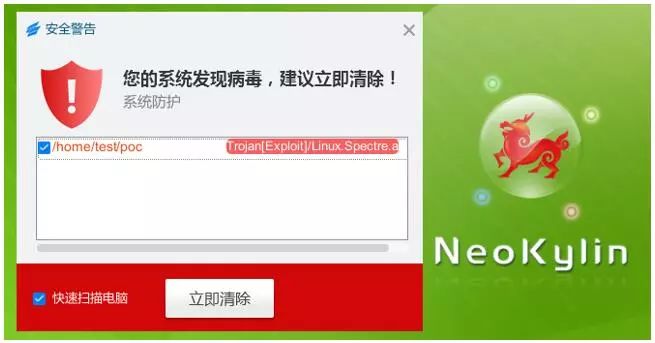 安全警告
您的系统发现病毒，建议立即清除！
系统防护
/home/test/poc Trojan[Exploit]/Linux.Spectre.a
快速扫描电脑 立即清除
NeoKylin